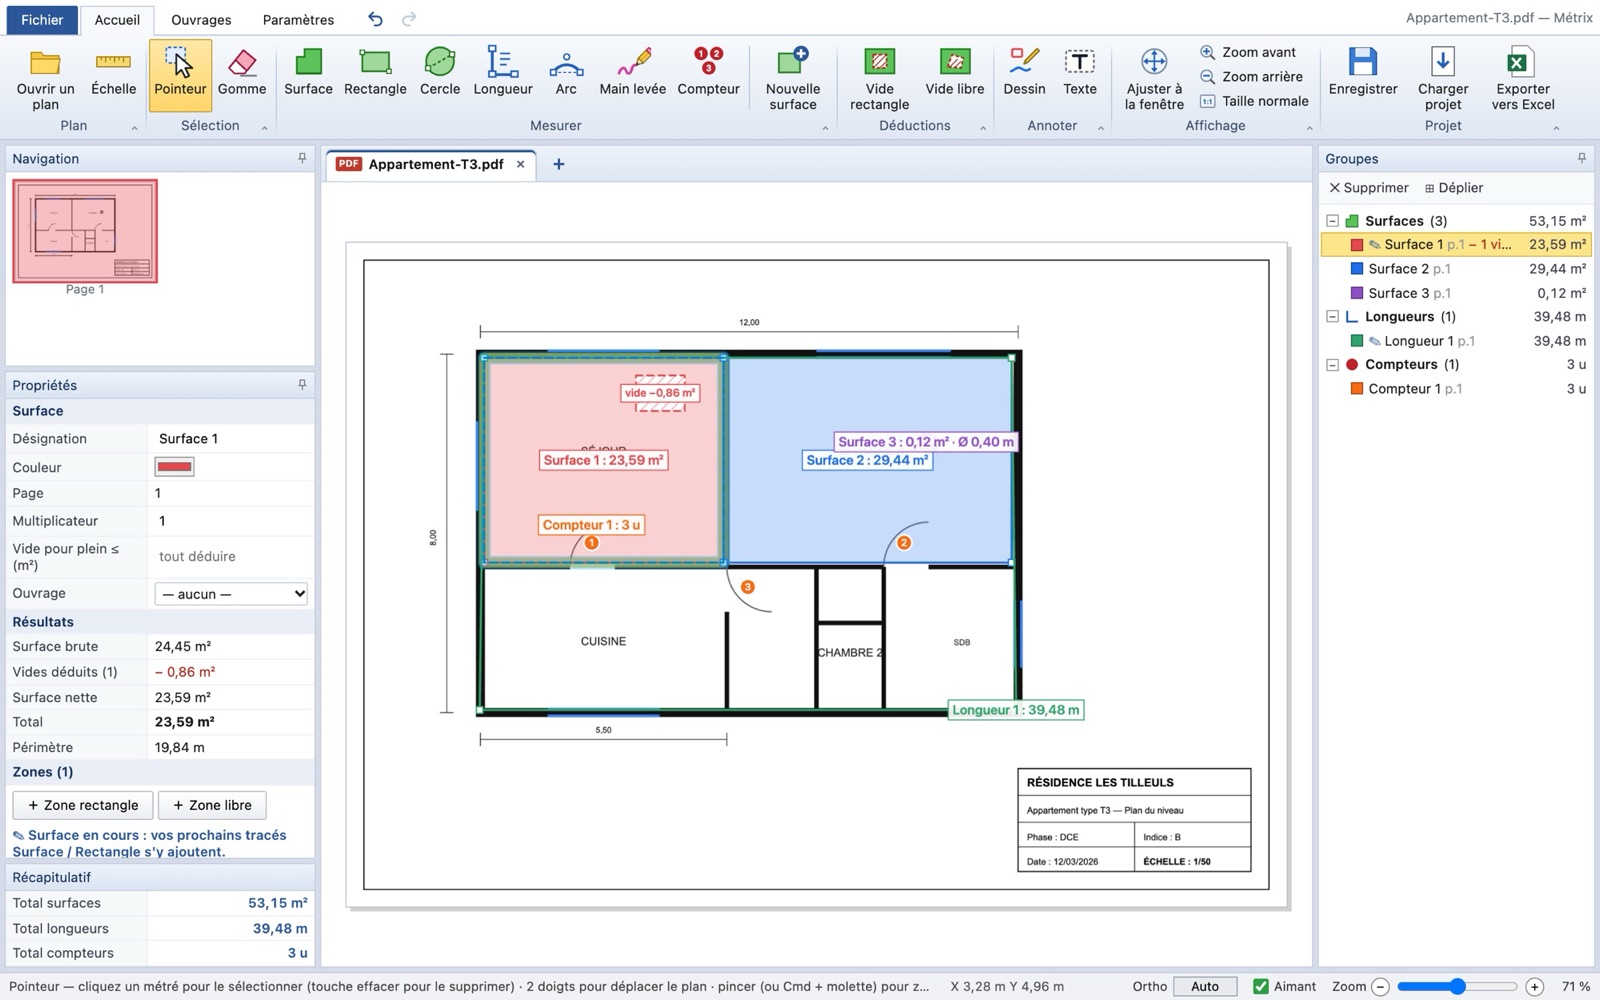 Fichier
Accueil
Ouvrages
Paramètres
Appartement-T3.pdf — Métrix
Ouvrir un plan
Échelle
Pointeur
Gomme
Surface
Rectangle
Cercle
Longueur
Arc
Main levée
1 2 3
Compteur
Nouvelle surface
Vide rectangle
Vide libre
Dessin
T
Texte
Ajuster à la fenêtre
Zoom avant
Zoom arrière
1:1 Taille normale
Enregistrer
Charger projet
X
Exporter vers Excel
Plan
Sélection
Mesurer
Déductions
Annoter
Affichage
Projet
Navigation
Page 1
Propriétés
Surface
Désignation Surface 1
Couleur
Page 1
Multiplicateur 1
Vide pour plein ≤ (m²) tout déduire
Ouvrage — aucun —
Résultats
Surface brute 24,45 m²
Vides déduits (1) – 0,86 m²
Surface nette 23,59 m²
Total 23,59 m²
Périmètre 19,84 m
Zones (1)
+ Zone rectangle
+ Zone libre
✎ Surface en cours : vos prochains tracés
Surface / Rectangle s'y ajoutent.
Récapitulatif
Total surfaces 53,15 m²
Total longueurs 39,48 m
Total compteurs 3 u
PDF Appartement-T3.pdf × +
12,00
8,00
vide –0,86 m²
SÉJOUR
Surface 1 : 23,59 m²
Surface 3 : 0,12 m² · Ø 0,40 m
Surface 2 : 29,44 m²
Compteur 1 : 3 u
1
2
3
CUISINE
CHAMBRE 2
SDB
Longueur 1 : 39,48 m
5,50
RÉSIDENCE LES TILLEULS
Appartement type T3 — Plan du niveau
Phase : DCE
Indice : B
Date : 12/03/2026
ÉCHELLE : 1/50
Groupes
Supprimer
Déplier
Surfaces (3) 53,15 m²
✎ Surface 1 p.1 – 1 vi... 23,59 m²
Surface 2 p.1 29,44 m²
Surface 3 p.1 0,12 m²
Longueurs (1) 39,48 m
✎ Longueur 1 p.1 39,48 m
Compteurs (1) 3 u
Compteur 1 p.1 3 u
Pointeur — cliquez un métré pour le sélectionner (touche effacer pour le supprimer) · 2 doigts pour déplacer le plan · pincer (ou Cmd + molette) pour z...
X 3,28 m Y 4,96 m
Ortho
Auto
Aimant
Zoom
71 %